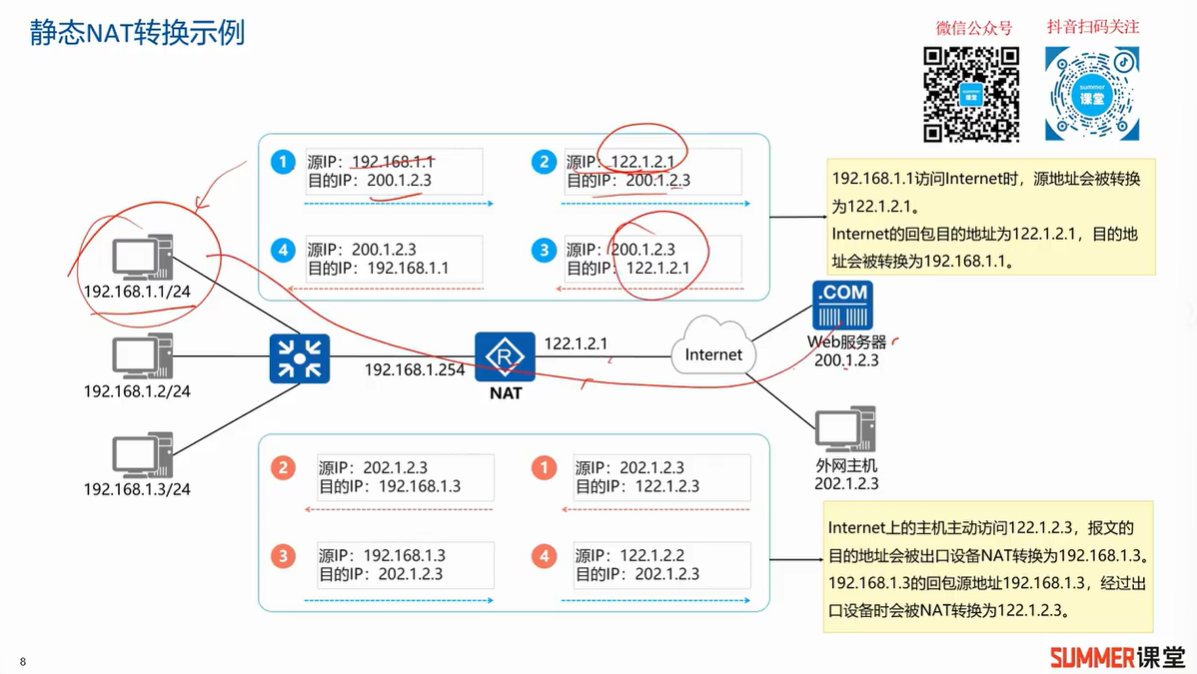 静态NAT转换示例
微信公众号
抖音扫码关注
summer
课堂
summer
课堂
1
源IP：192.168.1.1
目的IP：200.1.2.3
2
源IP：122.1.2.1
目的IP：200.1.2.3
4
源IP：200.1.2.3
目的IP：192.168.1.1
3
源IP：200.1.2.3
目的IP：122.1.2.1
192.168.1.1访问Internet时，源地址会被转换
为122.1.2.1。
Internet的回包目的地址为122.1.2.1，目的地
址会被转换为192.168.1.1。
192.168.1.1/24
192.168.1.2/24
192.168.1.3/24
192.168.1.254
R
NAT
122.1.2.1
Internet
.COM
Web服务器
200.1.2.3
外网主机
202.1.2.3
2
源IP：202.1.2.3
目的IP：192.168.1.3
1
源IP：202.1.2.3
目的IP：122.1.2.3
3
源IP：192.168.1.3
目的IP：202.1.2.3
4
源IP：122.1.2.2
目的IP：202.1.2.3
Internet上的主机主动访问122.1.2.3，报文的
目的地址会被出口设备NAT转换为192.168.1.3。
192.168.1.3的回包源地址192.168.1.3，经过出
口设备时会被NAT转换为122.1.2.3。
8
SUMMER课堂